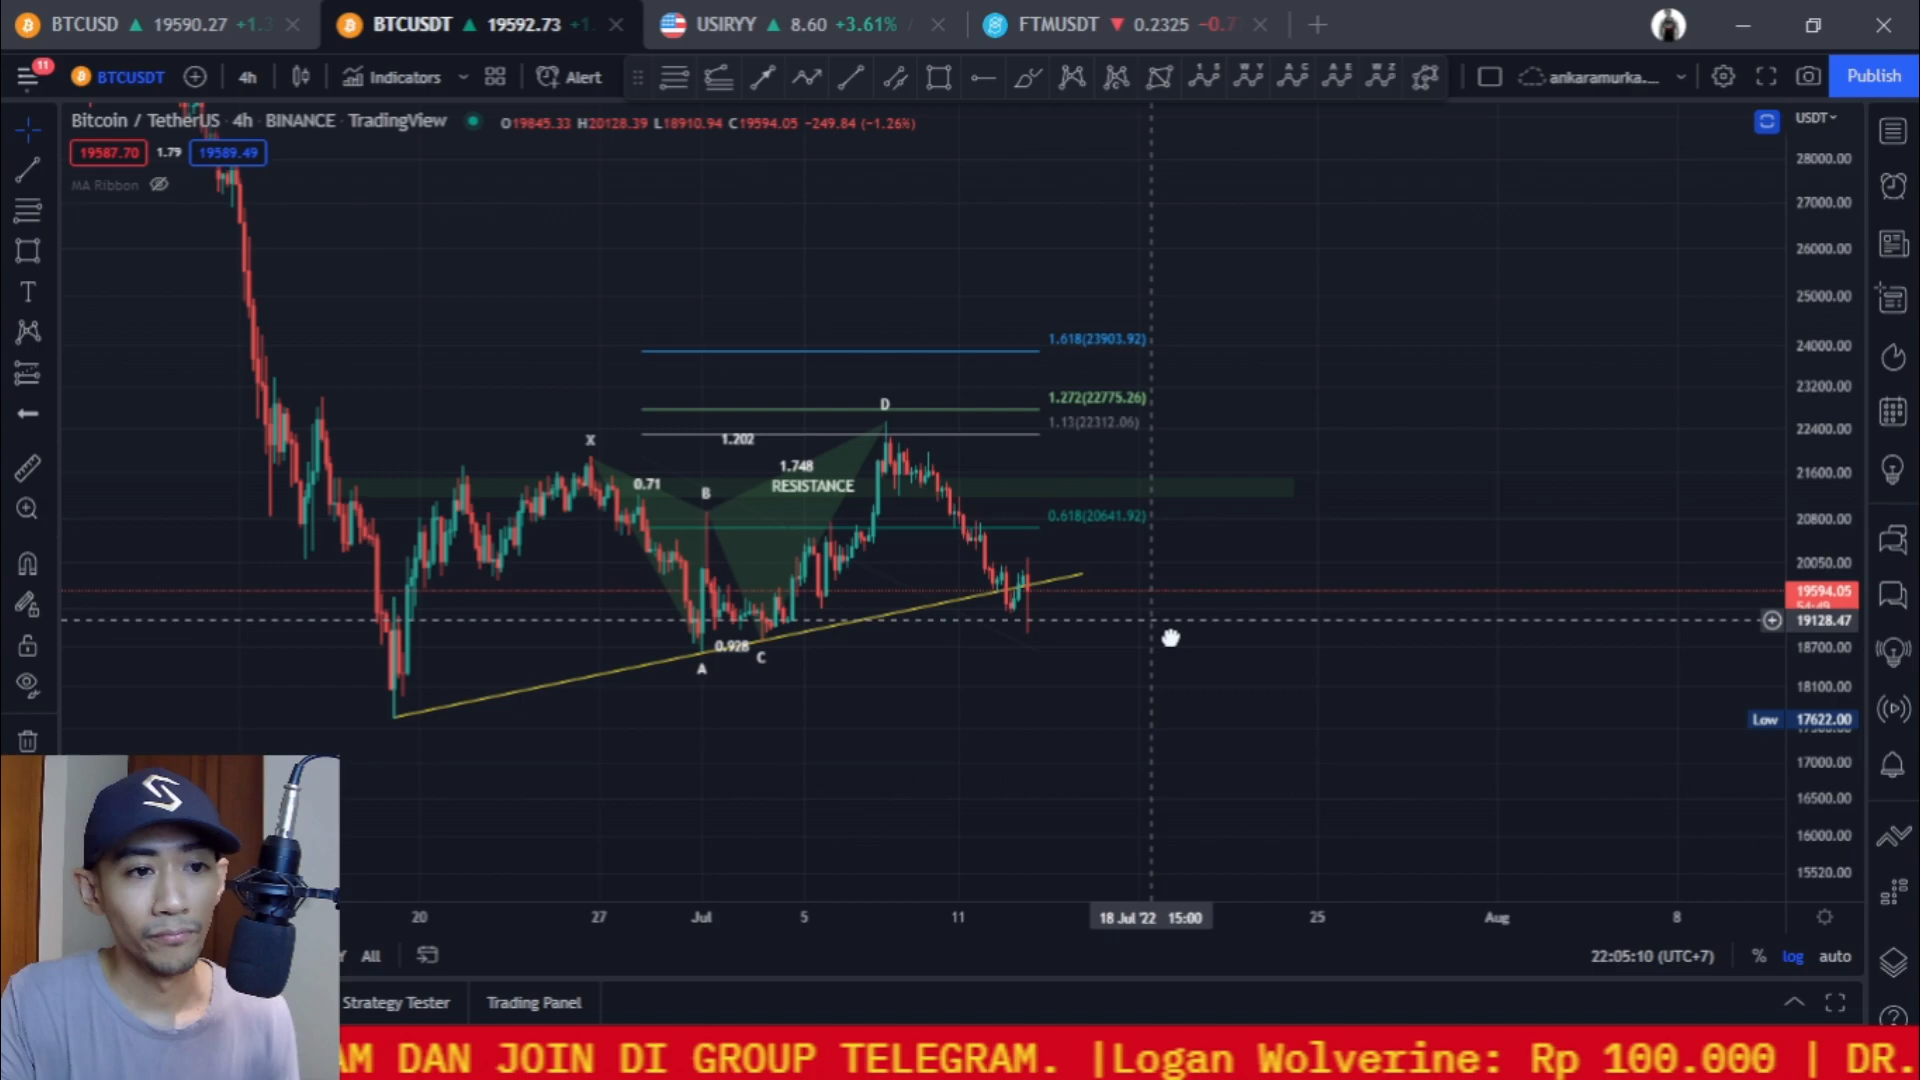 BTCUSD 19590.27 +1.3
BTCUSDT 19592.73 +1
USIRYY 8.60 +3.61%
FTMUSDT 0.2325 −0.7
11
BTCUSDT
4h
Indicators
Alert
ankaramurka....
Publish
Bitcoin / TetherUS 4h BINANCE TradingView
O19845.33 H20128.39 L18910.94 C19594.05 −249.84 (−1.26%)
19587.70 1.79 19589.49
MA Ribbon
USDT
28000.00
27000.00
26000.00
25000.00
24000.00
23200.00
22400.00
21600.00
20800.00
20050.00
19594.05
54:49
19128.47
18700.00
18100.00
Low 17622.00
17000.00
16500.00
16000.00
15520.00
1.618(23903.92)
1.272(22775.26)
1.13(22312.06)
0.618(20641.92)
D
X
1.202
1.748
RESISTANCE
0.71
B
0.928
C
A
20 27 Jul 5 11 18 Jul '22 15:00 25 Aug 8
Y All
22:05:10 (UTC+7) % log auto
Strategy Tester
Trading Panel
AM DAN JOIN DI GROUP TELEGRAM. |Logan Wolverine: Rp 100.000 | DR.